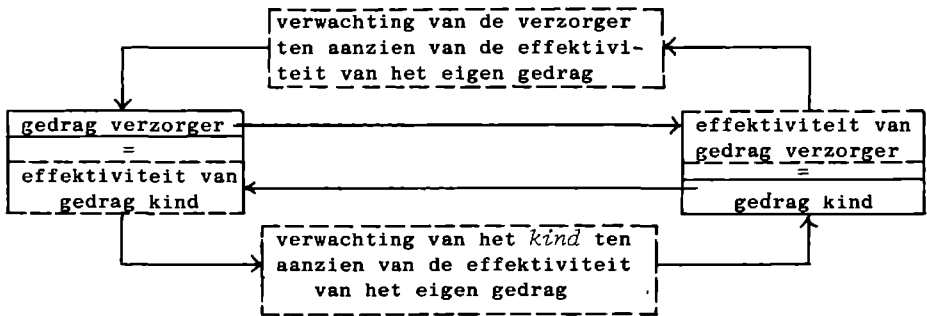 verwachting van de verzorger
ten aanzien van de effektivi-
teit van het eigen gedrag
gedrag verzorger
=
effektiviteit van
gedrag kind
effektiviteit van
gedrag verzorger
=
gedrag kind
verwachting van het kind ten
aanzien van de effektiviteit
van het eigen gedrag